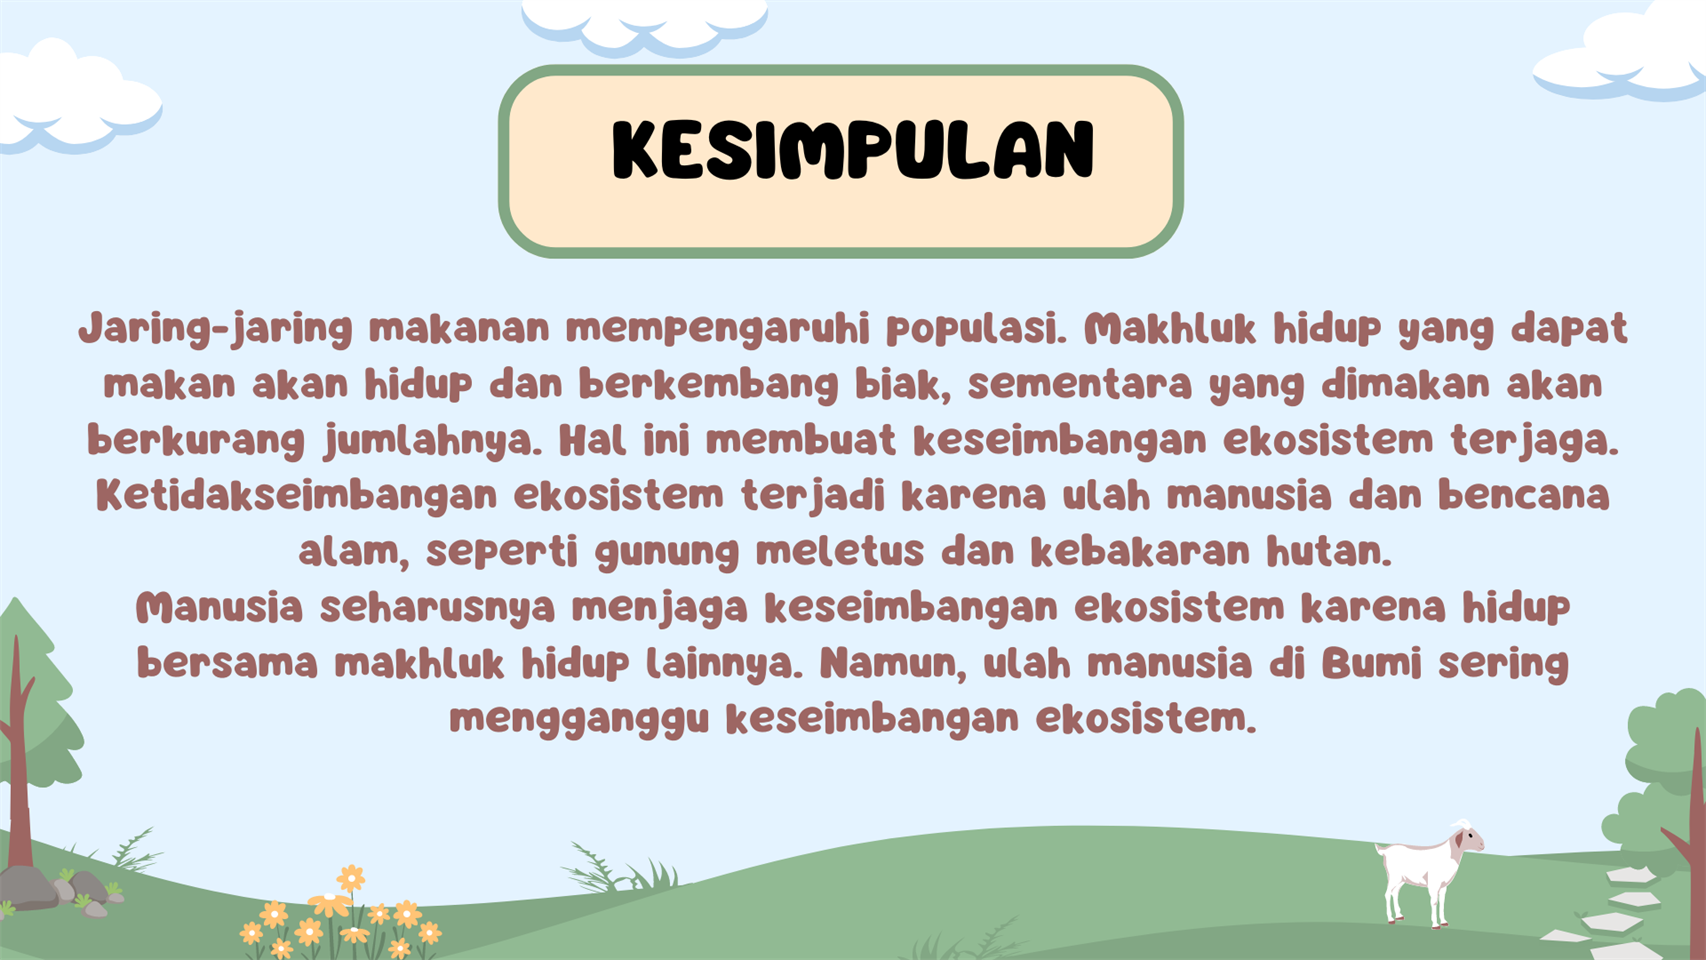 KESIMPULAN
Jaring-jaring makanan mempengaruhi populasi. Makhluk hidup yang dapat
makan akan hidup dan berkembang biak, sementara yang dimakan akan
berkurang jumlahnya. Hal ini membuat keseimbangan ekosistem terjaga.
Ketidakseimbangan ekosistem terjadi karena ulah manusia dan bencana
alam, seperti gunung meletus dan kebakaran hutan.
Manusia seharusnya menjaga keseimbangan ekosistem karena hidup
bersama makhluk hidup lainnya. Namun, ulah manusia di Bumi sering
mengganggu keseimbangan ekosistem.